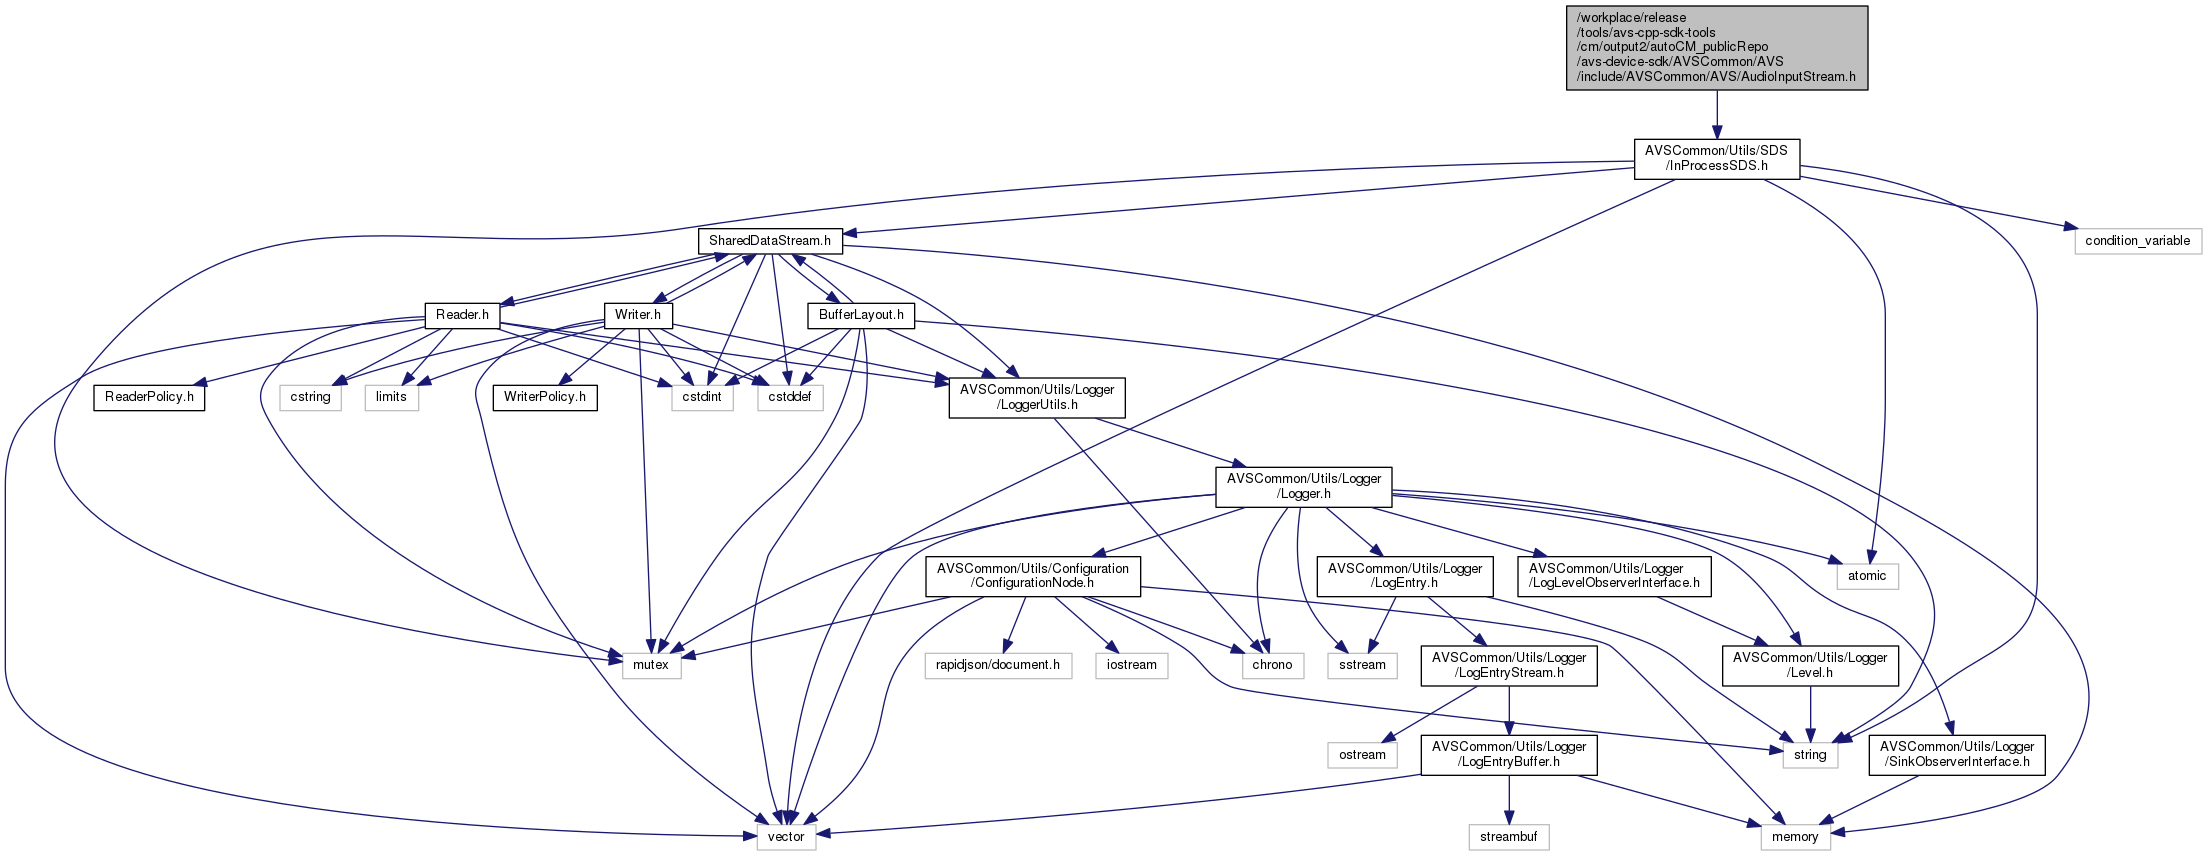 /workplace/release
/tools/avs-cpp-sdk-tools
/cm/output2/autoCM_publicRepo
/avs-device-sdk/AVSCommon/AVS
/include/AVSCommon/AVS/AudioInputStream.h
AVSCommon/Utils/SDS
/InProcessSDS.h
SharedDataStream.h
condition_variable
Reader.h
Writer.h
BufferLayout.h
ReaderPolicy.h
cstring
limits
WriterPolicy.h
cstdint
cstddef
AVSCommon/Utils/Logger
/LoggerUtils.h
AVSCommon/Utils/Logger
/Logger.h
AVSCommon/Utils/Configuration
/ConfigurationNode.h
AVSCommon/Utils/Logger
/LogEntry.h
AVSCommon/Utils/Logger
/LogLevelObserverInterface.h
atomic
mutex
rapidjson/document.h
iostream
chrono
sstream
AVSCommon/Utils/Logger
/LogEntryStream.h
AVSCommon/Utils/Logger
/Level.h
ostream
AVSCommon/Utils/Logger
/LogEntryBuffer.h
string
AVSCommon/Utils/Logger
/SinkObserverInterface.h
vector
streambuf
memory